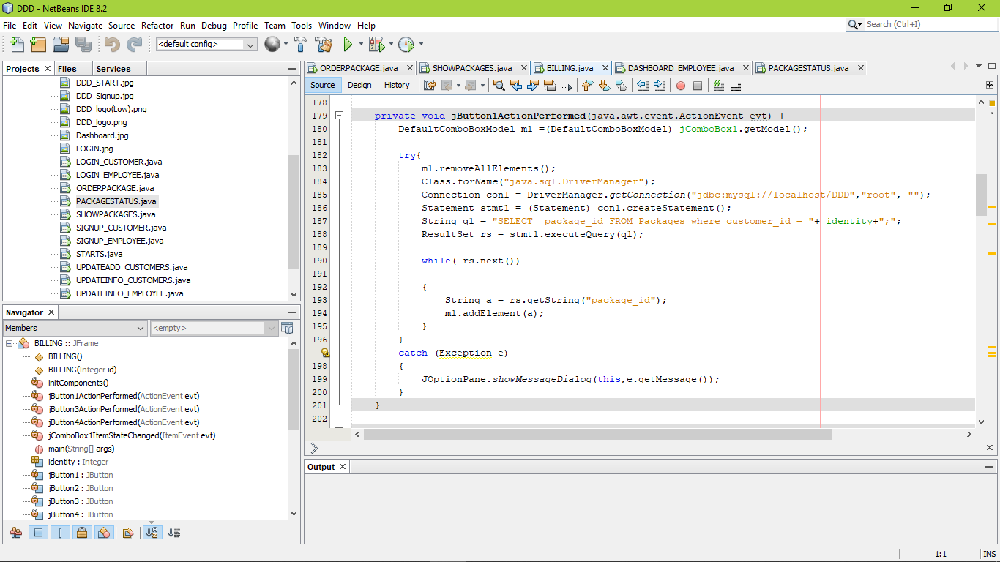 DDD - NetBeans IDE 8.2
File Edit View Navigate Source Refactor Run Debug Profile Team Tools Window Help
Search (Ctrl+I)
<default config>
Projects Files Services
DDD_START.jpg
DDD_Signup.jpg
DDD_logo(Low).png
DDD_logo.png
Dashboard.jpg
LOGIN.jpg
LOGIN_CUSTOMER.java
LOGIN_EMPLOYEE.java
ORDERPACKAGE.java
PACKAGESTATUS.java
SHOWPACKAGES.java
SIGNUP_CUSTOMER.java
SIGNUP_EMPLOYEE.java
STARTS.java
UPDATEADD_CUSTOMERS.java
UPDATEINFO_CUSTOMERS.java
UPDATEINFO_EMPLOYEE.java
Navigator
Members <empty>
BILLING :: JFrame
BILLING()
BILLING(Integer id)
initComponents()
jButton1ActionPerformed(ActionEvent evt)
jButton3ActionPerformed(ActionEvent evt)
jButton4ActionPerformed(ActionEvent evt)
jComboBox1ItemStateChanged(ItemEvent evt)
main(String[] args)
identity : Integer
jButton1 : JButton
jButton2 : JButton
jButton3 : JButton
jButton4 : JButton
ORDERPACKAGE.java SHOWPACKAGES.java BILLING.java DASHBOARD_EMPLOYEE.java PACKAGESTATUS.java
Source Design History
178
179 private void jButton1ActionPerformed(java.awt.event.ActionEvent evt) {
180 DefaultComboBoxModel m1 =(DefaultComboBoxModel) jComboBox1.getModel();
181
182 try{
183 m1.removeAllElements();
184 Class.forName("java.sql.DriverManager");
185 Connection con1 = DriverManager.getConnection("jdbc:mysql://localhost/DDD","root", "");
186 Statement stmt1 = (Statement) con1.createStatement();
187 String q1 = "SELECT  package_id FROM Packages where customer_id = "+ identity+";";
188 ResultSet rs = stmt1.executeQuery(q1);
189
190 while( rs.next())
191
192 {
193 String a = rs.getString("package_id");
194 m1.addElement(a);
195 }
196 }
catch (Exception e)
198 {
199 JOptionPane.showMessageDialog(this,e.getMessage());
200 }
201 }
202
Output
1:1 INS